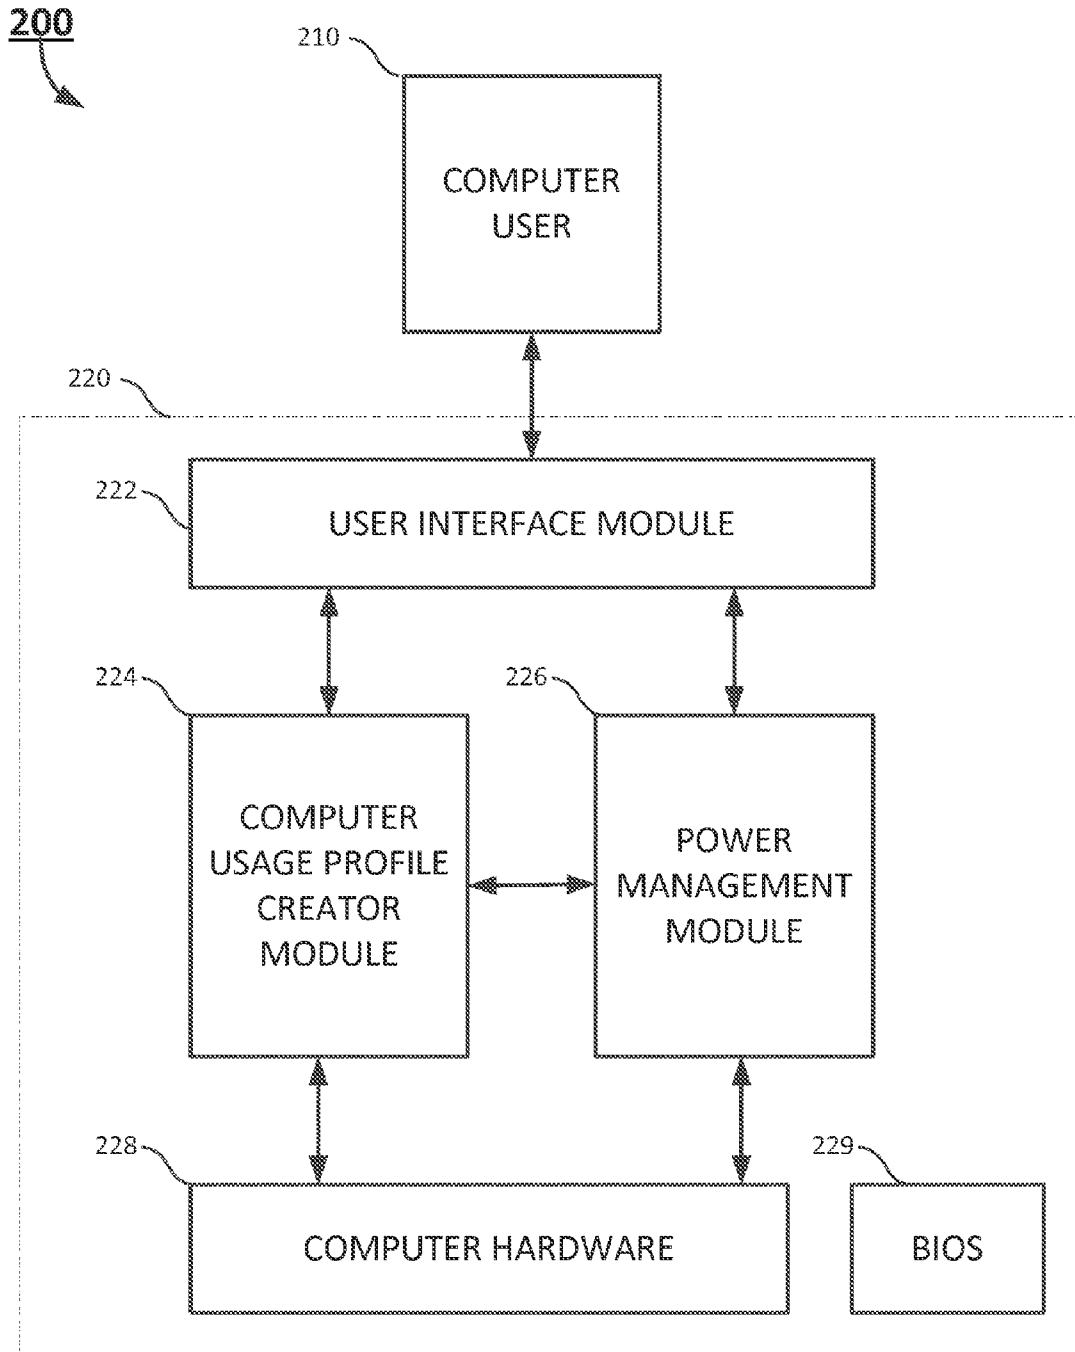 200
210
COMPUTER
USER
220
222
USER INTERFACE MODULE
224
226
COMPUTER
USAGE PROFILE
CREATOR
MODULE
POWER
MANAGEMENT
MODULE
228
229
COMPUTER HARDWARE
BIOS